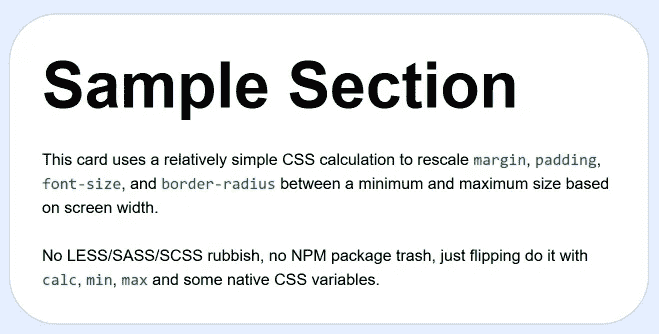 Sample Section
This card uses a relatively simple CSS calculation to rescale margin, padding,
font-size, and border-radius between a minimum and maximum size based
on screen width.
No LESS/SASS/SCSS rubbish, no NPM package trash, just flipping do it with
calc, min, max and some native CSS variables.